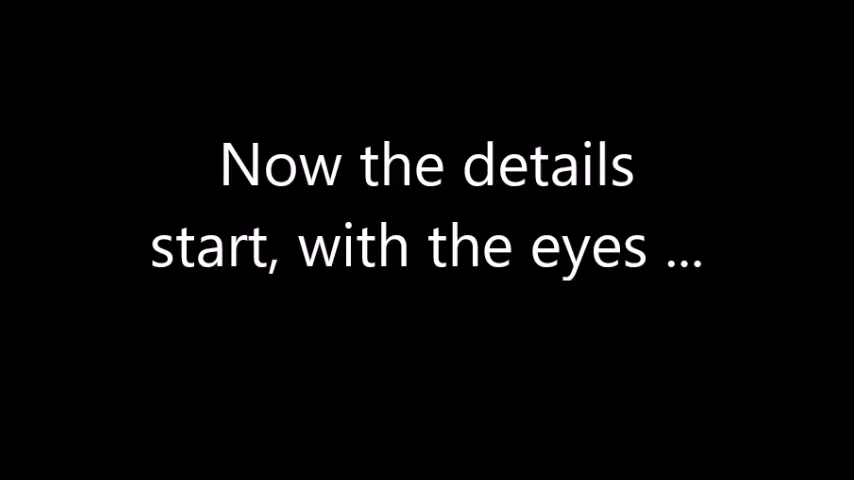 Now the details
start, with the eyes ...